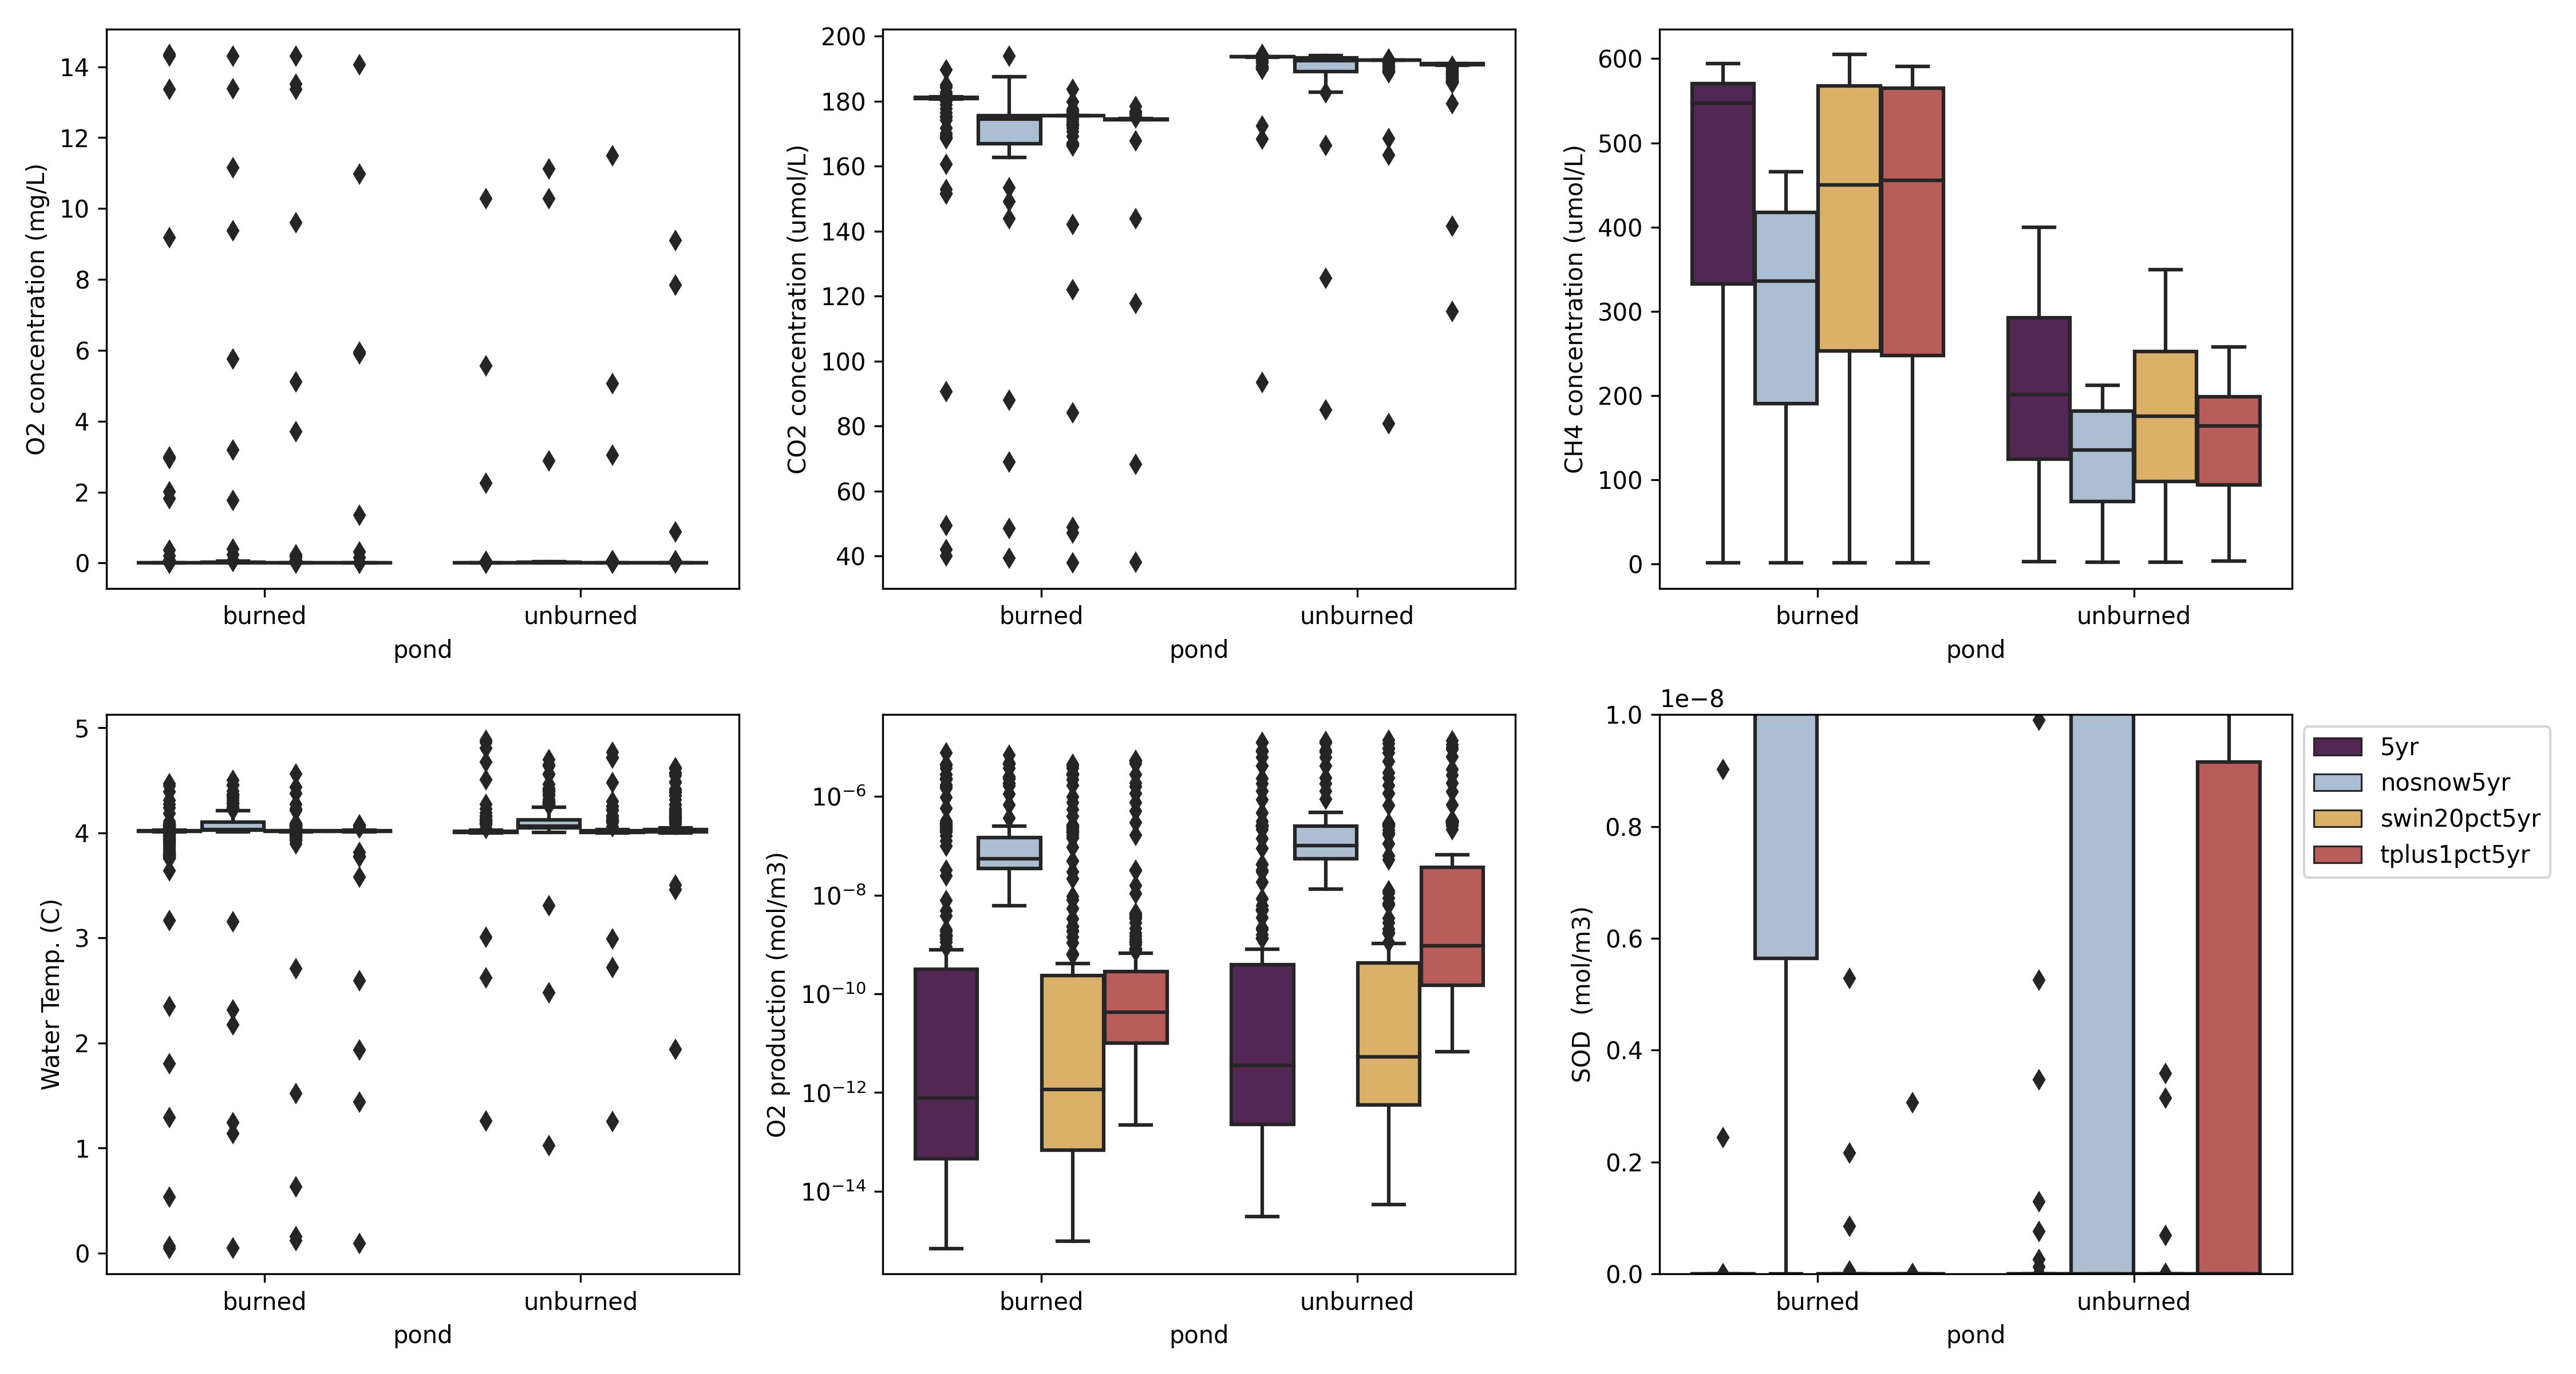 O2 concentration (mg/L)
14
12
10
8
6
4
2
0
burned unburned
pond
CO2 concentration (umol/L)
200
180
160
140
120
100
80
60
40
burned unburned
pond
CH4 concentration (umol/L)
600
500
400
300
200
100
0
burned unburned
pond
Water Temp. (C)
5
4
3
2
1
0
burned unburned
pond
O2 production (mol/m3)
10⁻⁶
10⁻⁸
10⁻¹⁰
10⁻¹²
10⁻¹⁴
burned unburned
pond
1e−8
SOD (mol/m3)
1.0
0.8
0.6
0.4
0.2
0.0
burned unburned
pond
5yr
nosnow5yr
swin20pct5yr
tplus1pct5yr